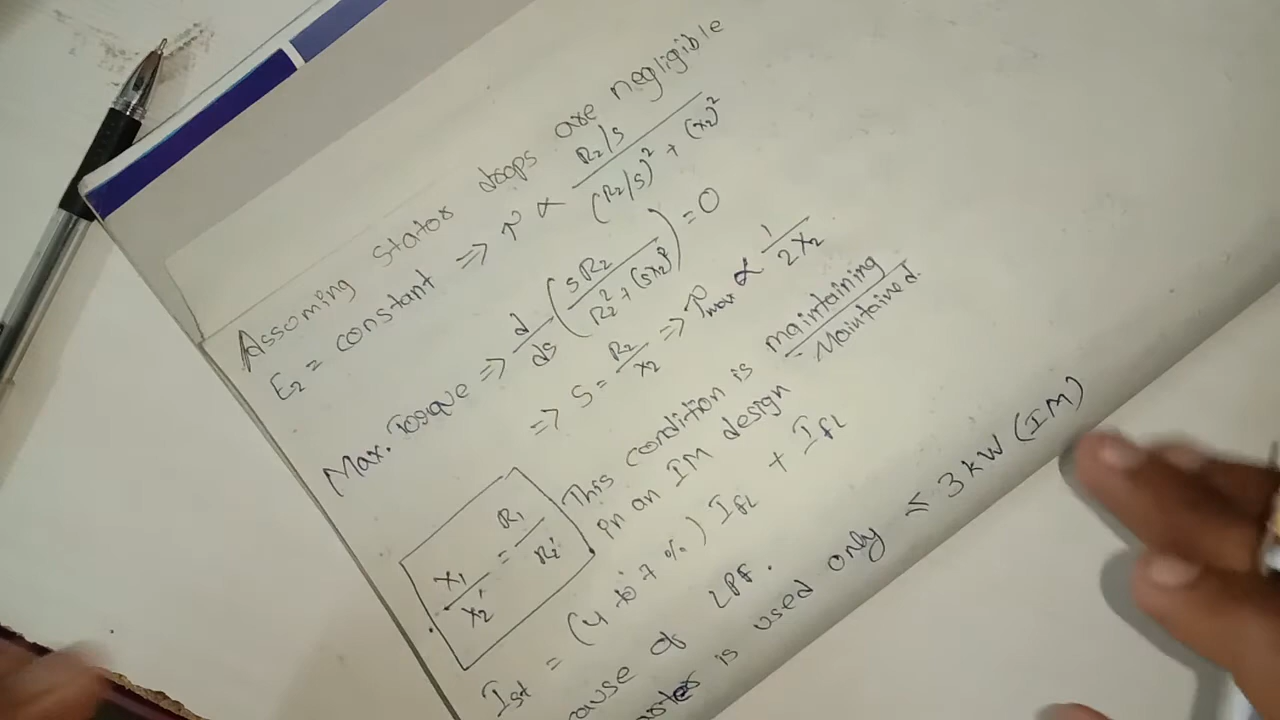 Assuming stator drops are negligible
E₂ = constant => τ ∝ (R₂/s) / ((R₂/s)² + (x₂)²)
Max. Torque => d/ds (sR₂ / (R₂² + (sx₂)²)) = 0
=> s = R₂/x₂ => τmax ∝ 1/2x₂
X₁/X₂' = R₁/R₂' This condition is maintaining
in an IM design Maintained.
Ist = (4 to 7 %) Ifl + Ifl
cause of LPF.
is used only ≤ 3 kW (IM)